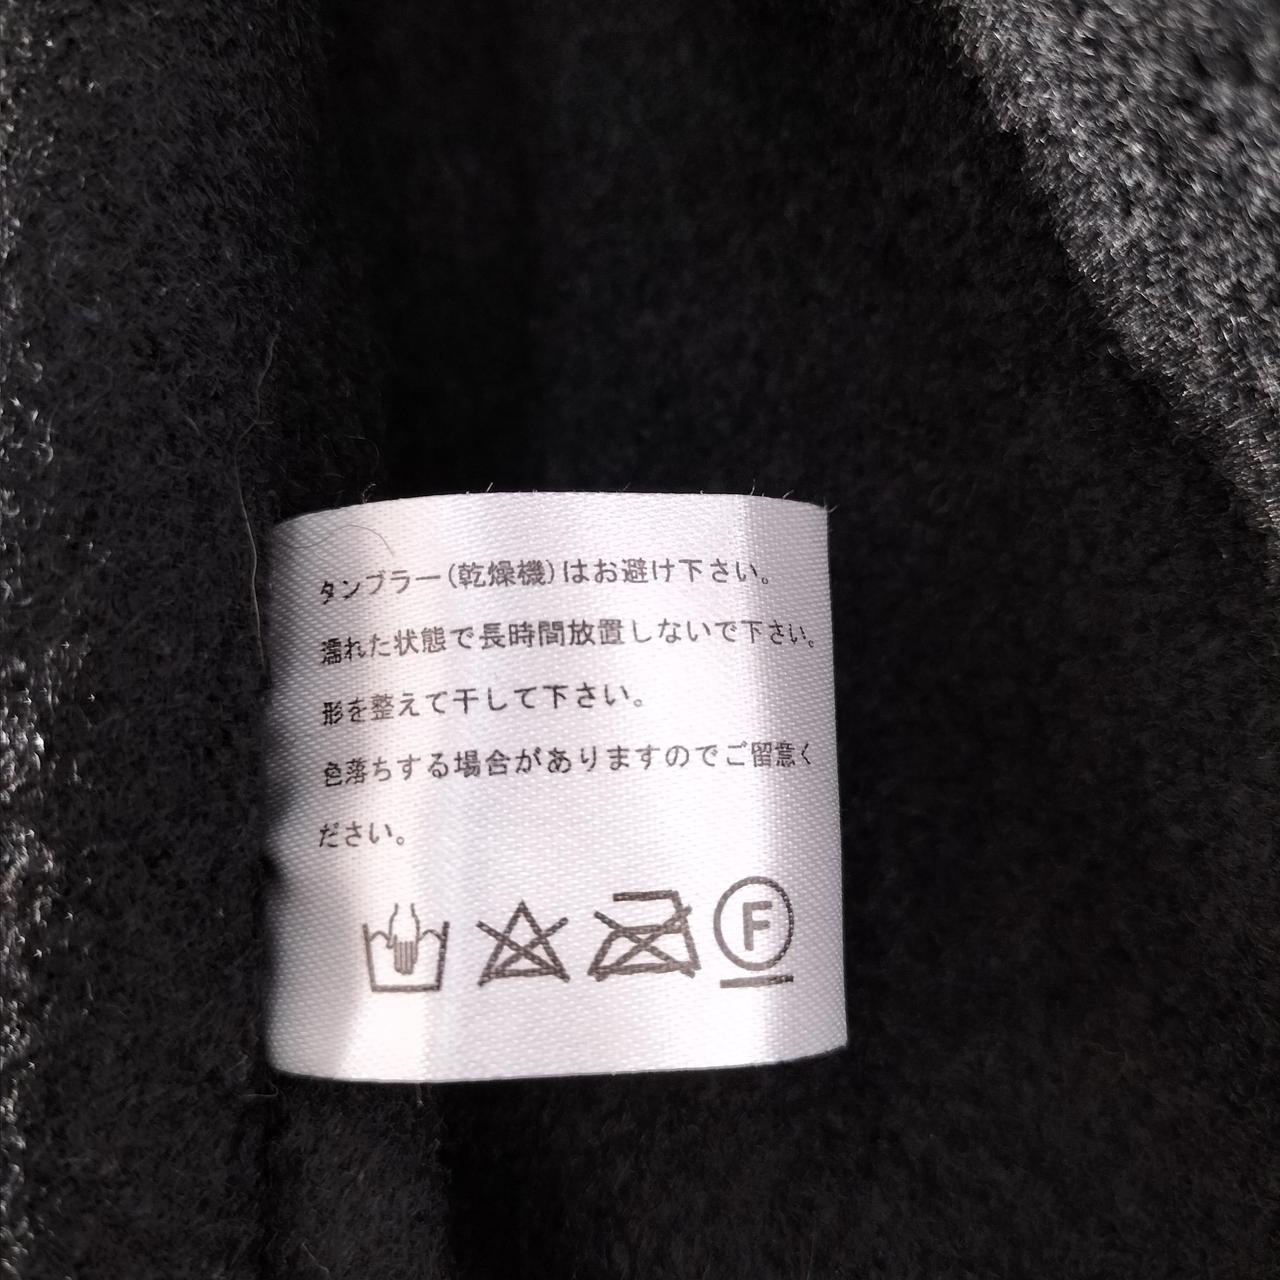 タンブラー(乾燥機)はお避け下さい。
濡れた状態で長時間放置しないで下さい。
形を整えて干して下さい。
色落ちする場合がありますのでご留意く
ださい。
F